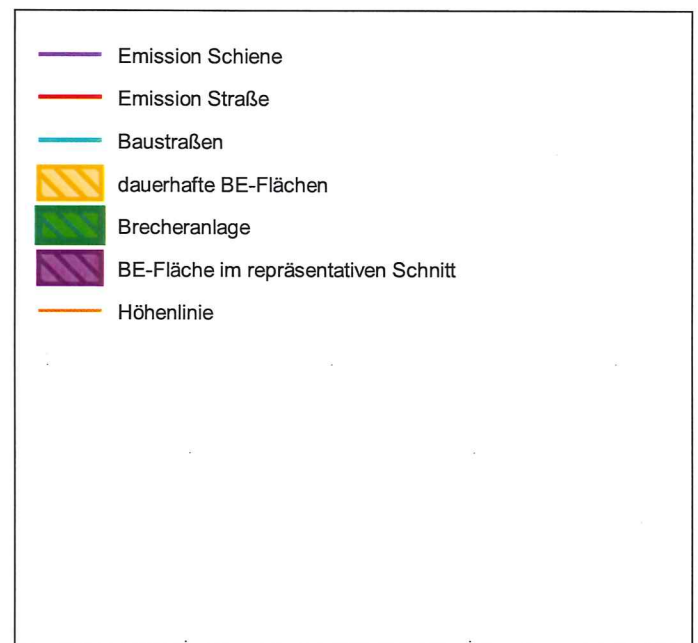 Emission Schiene
Emission Straße
Baustraßen
dauerhafte BE-Flächen
Brecheranlage
BE-Fläche im repräsentativen Schnitt
Höhenlinie